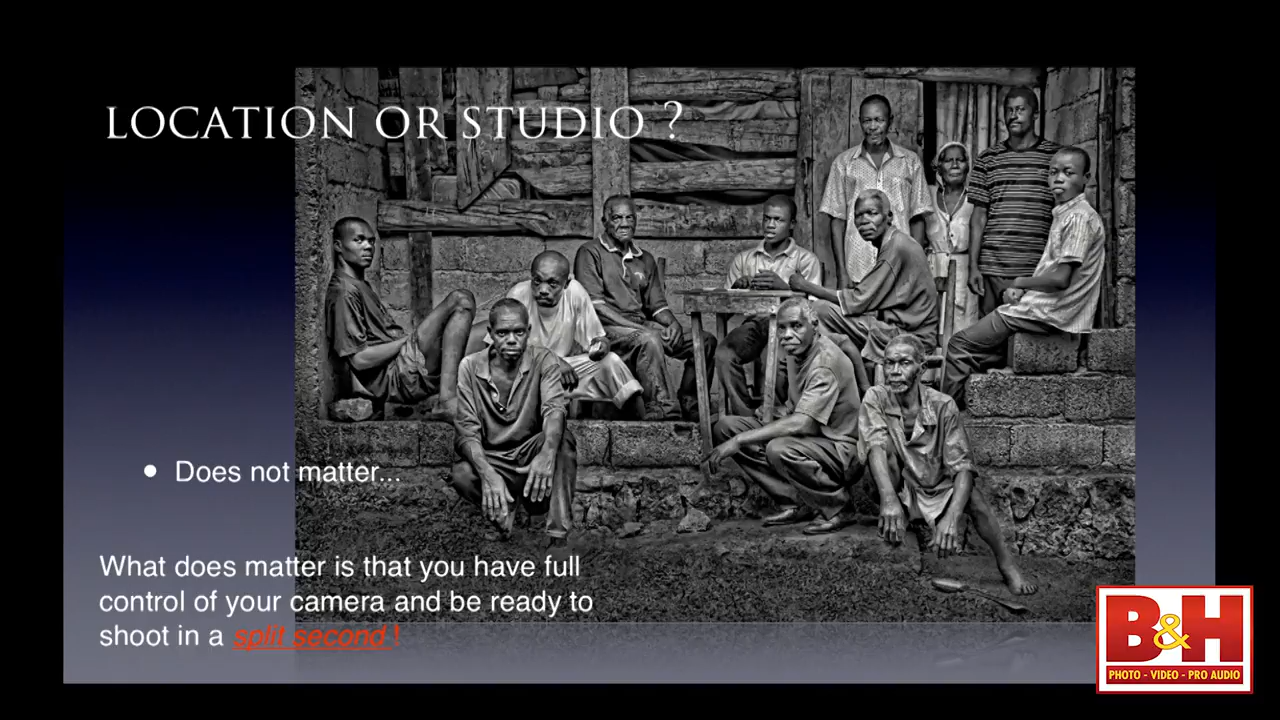 LOCATION OR STUDIO ?
• Does not matter...
What does matter is that you have full
control of your camera and be ready to
shoot in a split second !
B&H
PHOTO - VIDEO - PRO AUDIO